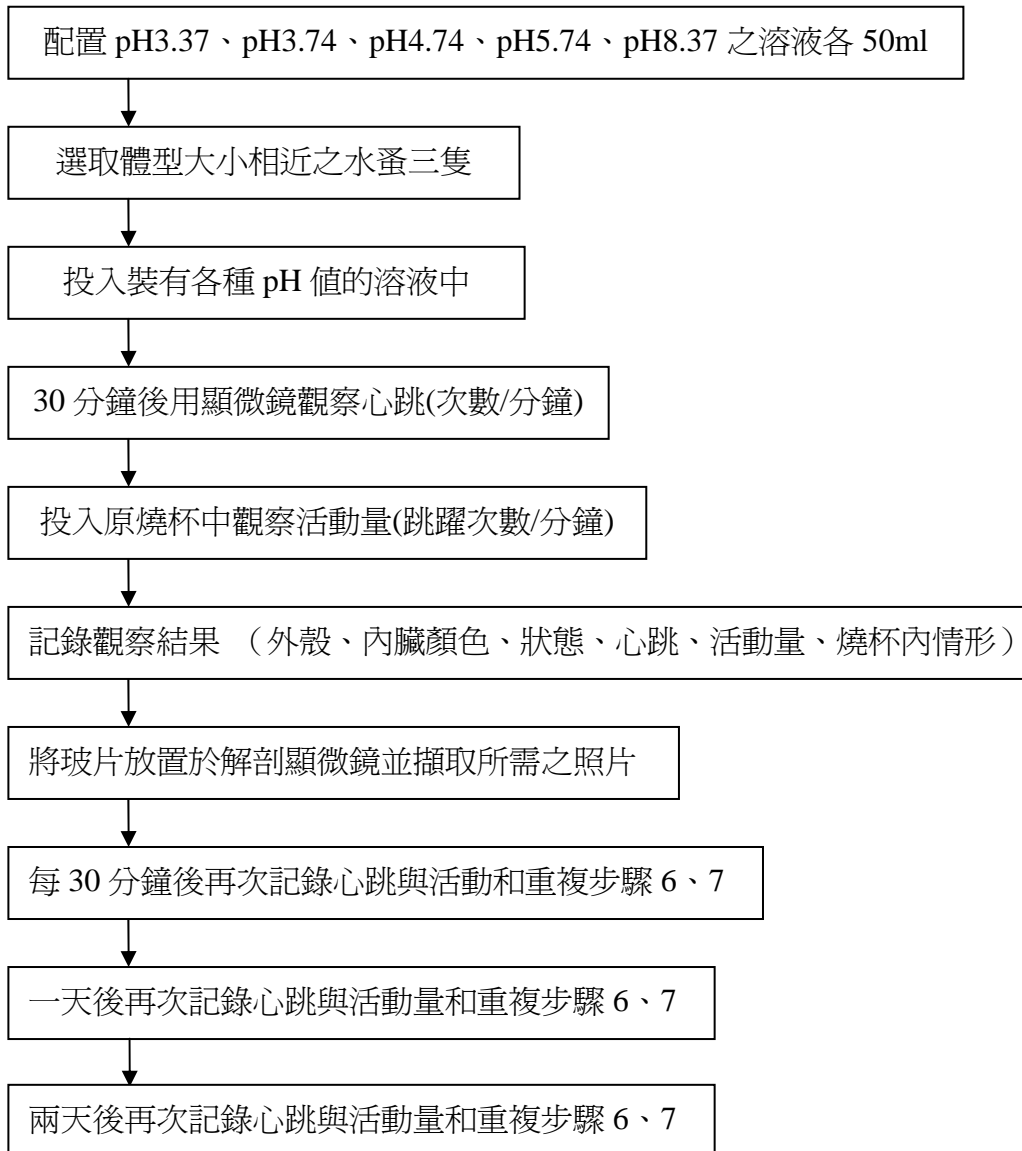 配置 pH3.37、pH3.74、pH4.74、pH5.74、pH8.37 之溶液各 50ml
選取體型大小相近之水蚤三隻
投入裝有各種 pH 值的溶液中
30 分鐘後用顯微鏡觀察心跳(次數/分鐘)
投入原燒杯中觀察活動量(跳躍次數/分鐘)
記錄觀察結果 （外殼、內臟顏色、狀態、心跳、活動量、燒杯內情形）
將玻片放置於解剖顯微鏡並擷取所需之照片
每 30 分鐘後再次記錄心跳與活動和重複步驟 6、7
一天後再次記錄心跳與活動量和重複步驟 6、7
兩天後再次記錄心跳與活動量和重複步驟 6、7